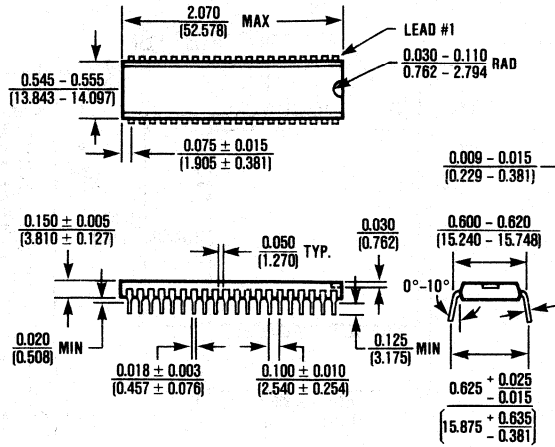 2.070 MAX
(52.578)
LEAD #1
0.030 – 0.110 RAD
0.762 – 2.794
0.545 – 0.555
(13.843 – 14.097)
0.075 ± 0.015
(1.905 ± 0.381)
0.009 – 0.015
(0.229 – 0.381)
0.150 ± 0.005
(3.810 ± 0.127)
0.050 TYP.
(1.270)
0.030
(0.762)
0.600 – 0.620
(15.240 – 15.748)
0°–10°
0.020 MIN
(0.508)
0.018 ± 0.003
(0.457 ± 0.076)
0.100 ± 0.010
(2.540 ± 0.254)
0.125 MIN
(3.175)
0.625 + 0.025
– 0.015
(15.875 + 0.635
– 0.381)